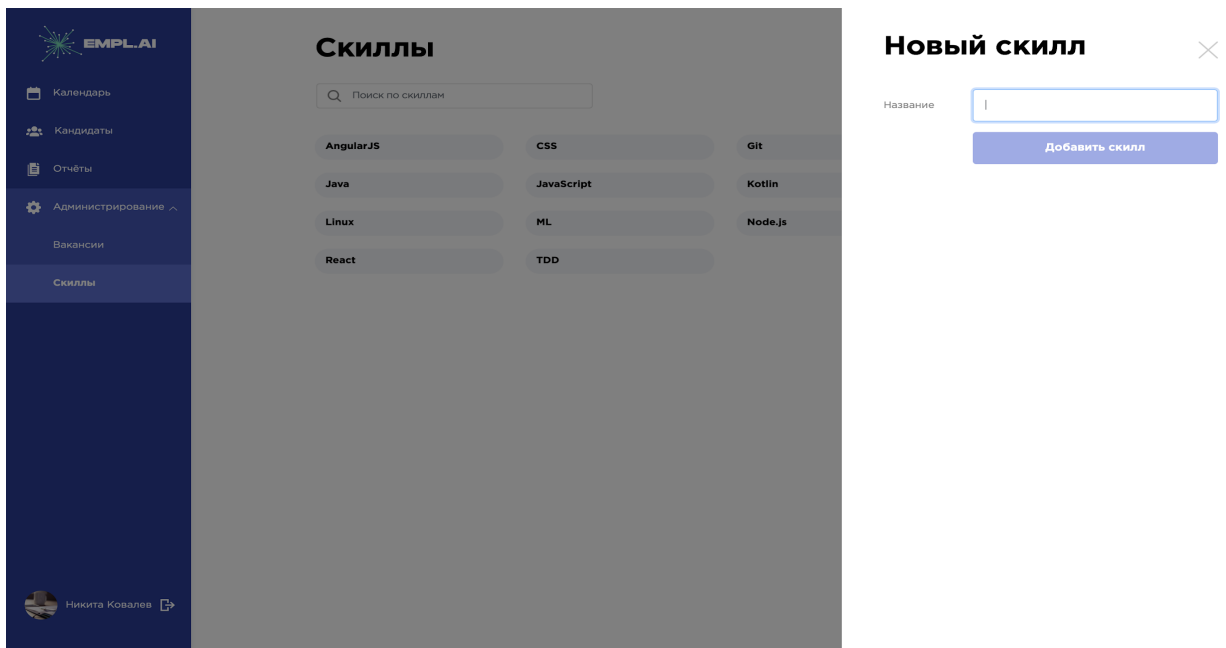 EMPL.AI
Календарь
Кандидаты
Отчёты
Администрирование
Вакансии
Скиллы
Никита Ковалев
Скиллы
Поиск по скиллам
AngularJS CSS Git
Java JavaScript Kotlin
Linux ML Node.js
React TDD
Новый скилл
Название
Добавить скилл